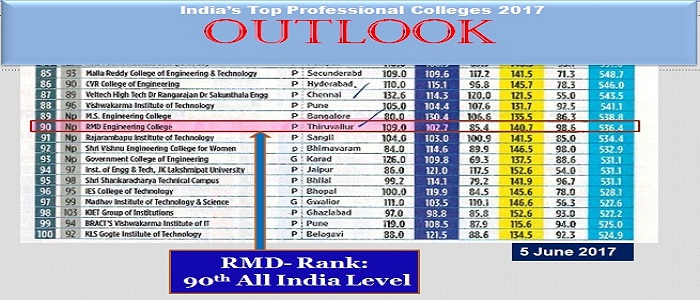 India's Top Professional Colleges 2017
OUTLOOK
85 93 Malla Reddy College of Engineering & Technology P Secunderabd 109.0 109.6 117.2 141.5 71.3 548.7
86 90 CVR College of Engineering P Hyderabad 110.0 115.1 96.8 145.7 78.3 546.0
87 89 Veltech High Tech Dr Rangarajan Dr Sakunthala Engg P Chennai 132.6 114.3 120.0 121.5 55.0 543.5
88 96 Vishwakarma Institute of Technology P Pune 105.0 104.4 107.6 131.7 92.5 541.1
89 Np M.S. Engineering College P Bangalore 80.0 130.4 106.6 135.5 86.3 538.8
90 Np RMD Engineering College P Thiruvallur 109.0 102.7 85.4 140.7 98.6 536.4
91 Np Rajarambapu Institute of Technology P Sangli 104.0 103.0 100.9 141.5 85.0 534.4
92 Np Shri Vishnu Engineering College for Women P Bhimavaram 84.0 114.6 89.9 146.5 98.0 532.9
93 Np Government College of Engineering G Karad 126.0 109.8 69.3 137.5 88.6 531.1
94 97 Inst. of Engg & Tech, JK Lakshmipat University P Jaipur 86.0 121.0 117.5 152.6 54.0 531.1
95 98 Shri Shankaracharya Technical Campus P Bhilai 99.2 114.1 79.2 141.9 96.7 531.1
96 95 IES College of Technology P Bhopal 100.0 119.9 84.5 145.6 78.0 528.1
97 99 Madhav Institute of Technology & Science G Gwalior 111.0 103.5 110.1 146.6 56.3 527.6
98 103 KIET Group of Institutions P Ghaziabad 97.0 98.8 85.8 152.6 93.0 527.2
99 94 BRACT'S Vishwakarma Institute of IT P Pune 119.0 108.5 87.9 115.6 94.0 525.0
100 92 KLS Gogte Institute of Technology P Belagavi 88.0 121.5 88.6 134.5 92.3 524.9
5 June 2017
RMD- Rank:
90th All India Level